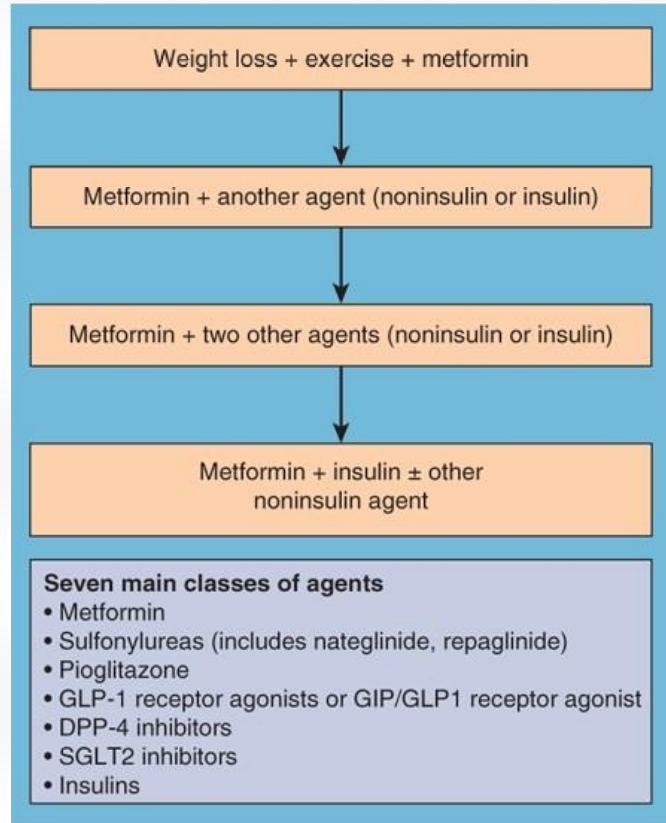 Weight loss + exercise + metformin
Metformin + another agent (noninsulin or insulin)
Metformin + two other agents (noninsulin or insulin)
Metformin + insulin ± other
noninsulin agent
Seven main classes of agents
• Metformin
• Sulfonylureas (includes nateglinide, repaglinide)
• Pioglitazone
• GLP-1 receptor agonists or GIP/GLP1 receptor agonist
• DPP-4 inhibitors
• SGLT2 inhibitors
• Insulins